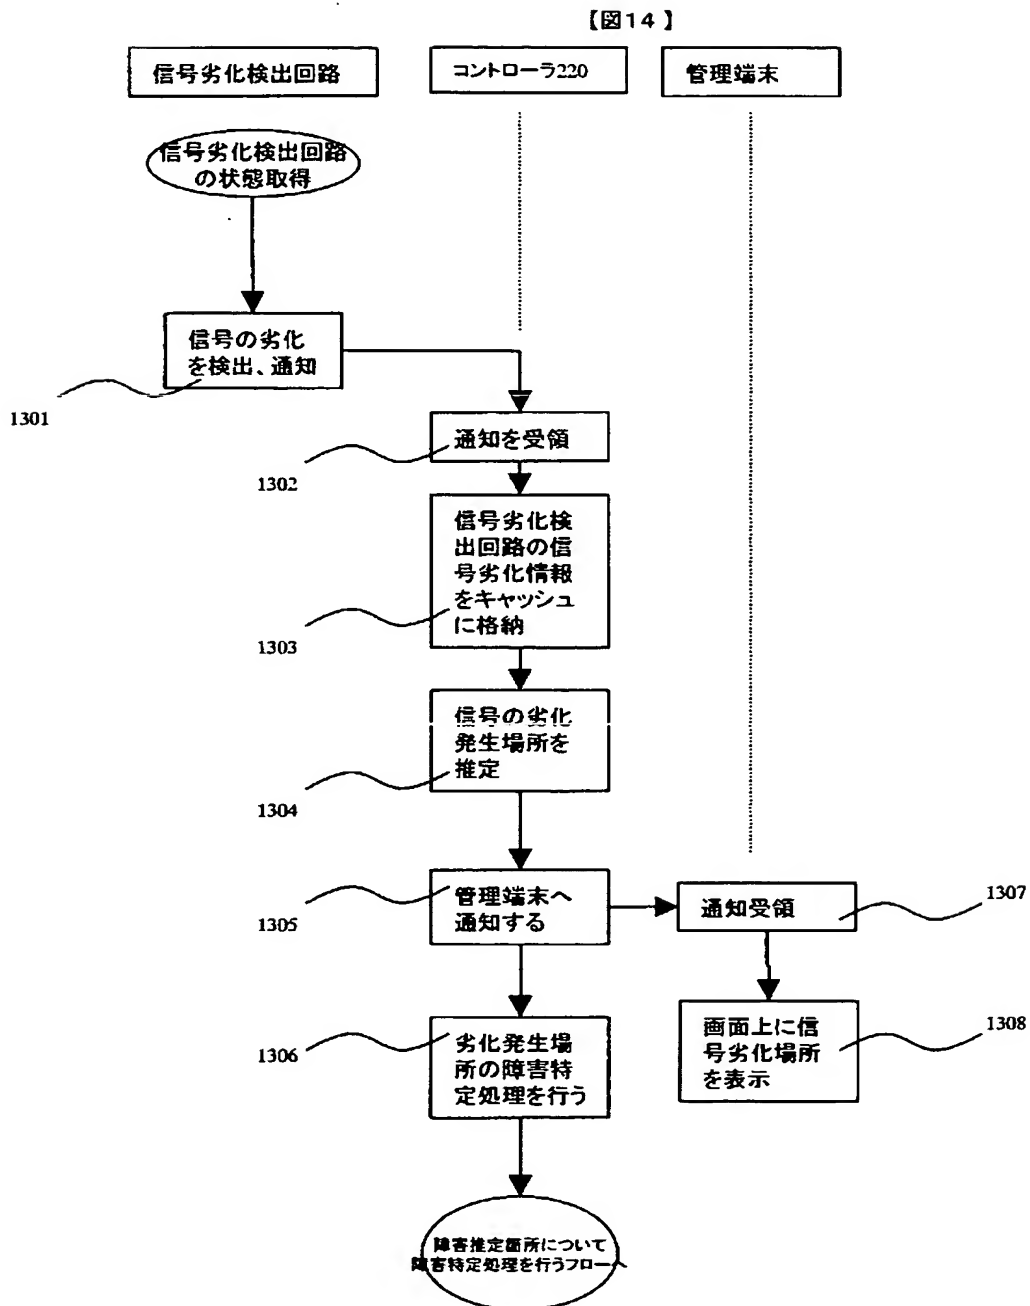 【図14】
信号劣化検出回路
コントローラ220
管理端末
信号劣化検出回路
の状態取得
信号の劣化
を検出、通知
1301
通知を受領
1302
信号劣化検
出回路の信
号劣化情報
をキャッシュ
に格納
1303
信号の劣化
発生場所を
推定
1304
管理端末へ
通知する
1305
通知受領
1307
劣化発生場
所の障害特
定処理を行う
1306
画面上に信
号劣化場所
を表示
1308
障害推定箇所について
障害特定処理を行うフローへ